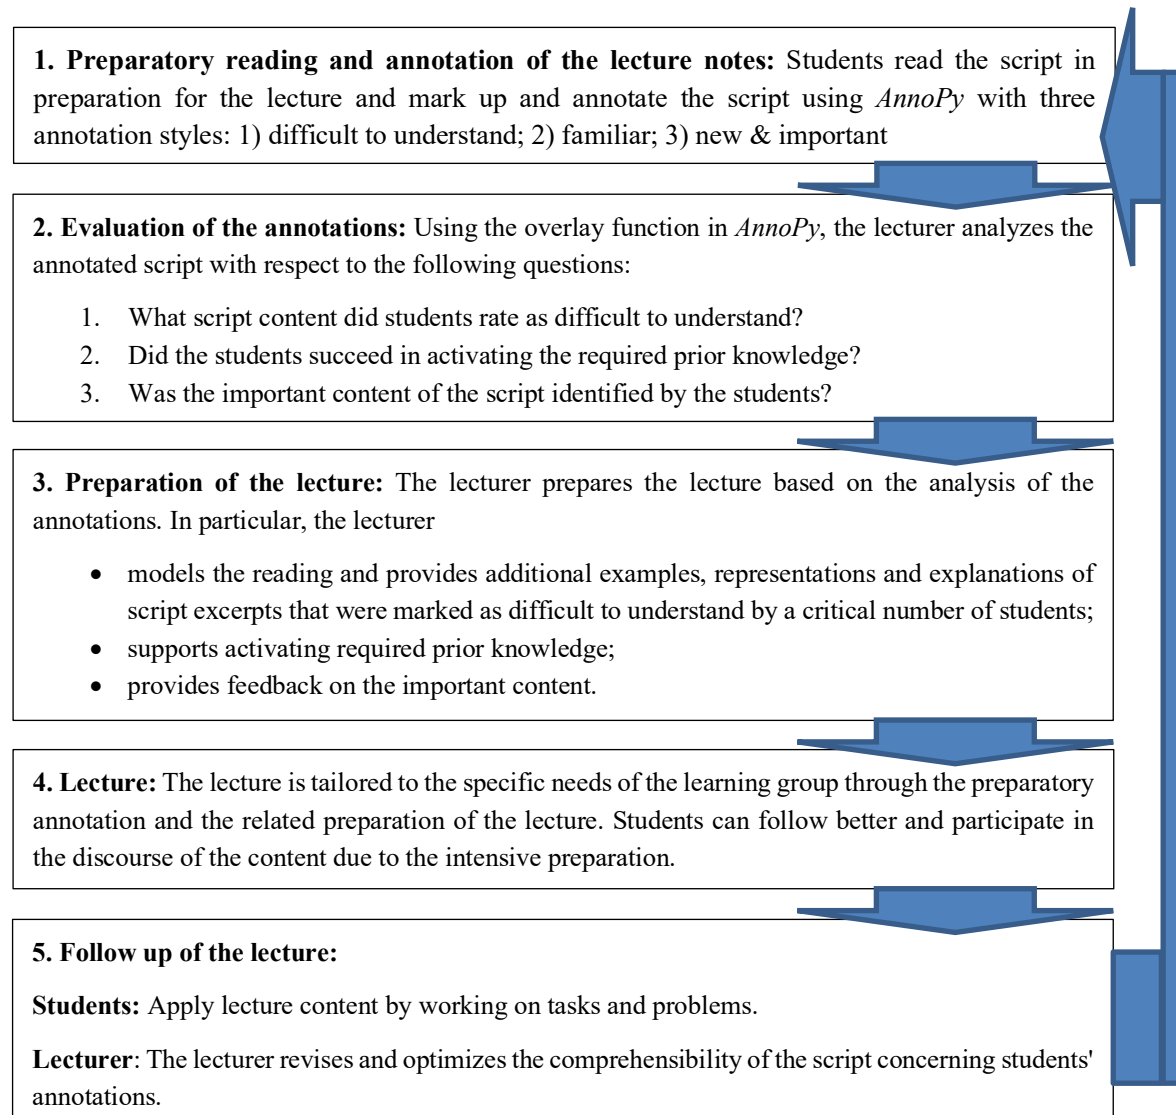 1. Preparatory reading and annotation of the lecture notes: Students read the script in
preparation for the lecture and mark up and annotate the script using AnnoPy with three
annotation styles: 1) difficult to understand; 2) familiar; 3) new & important
2. Evaluation of the annotations: Using the overlay function in AnnoPy, the lecturer analyzes the
annotated script with respect to the following questions:
1. What script content did students rate as difficult to understand?
2. Did the students succeed in activating the required prior knowledge?
3. Was the important content of the script identified by the students?
3. Preparation of the lecture: The lecturer prepares the lecture based on the analysis of the
annotations. In particular, the lecturer
• models the reading and provides additional examples, representations and explanations of
script excerpts that were marked as difficult to understand by a critical number of students;
• supports activating required prior knowledge;
• provides feedback on the important content.
4. Lecture: The lecture is tailored to the specific needs of the learning group through the preparatory
annotation and the related preparation of the lecture. Students can follow better and participate in
the discourse of the content due to the intensive preparation.
5. Follow up of the lecture:
Students: Apply lecture content by working on tasks and problems.
Lecturer: The lecturer revises and optimizes the comprehensibility of the script concerning students'
annotations.